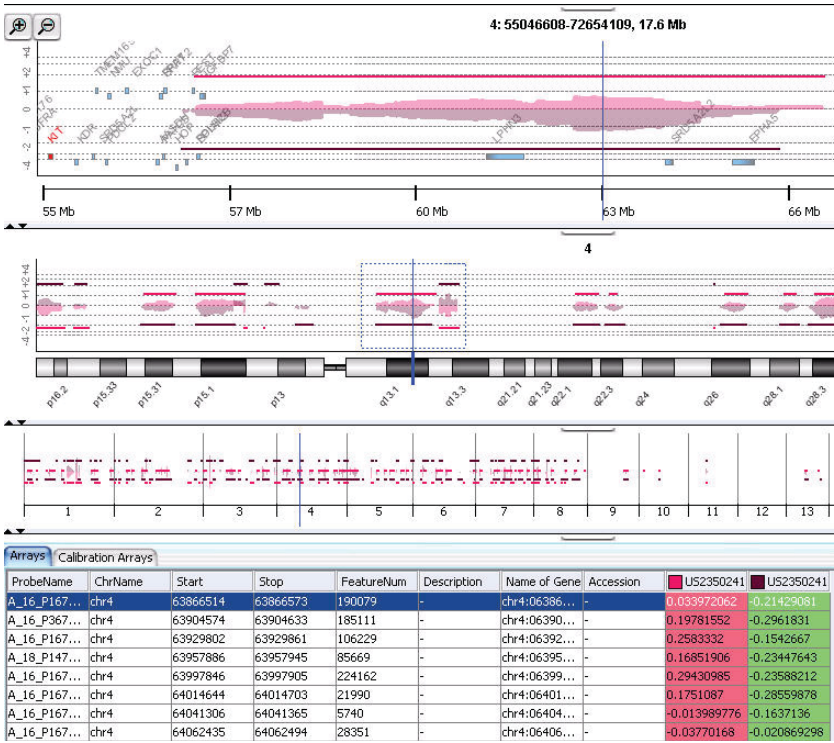 4: 55046608-72654109, 17.6 Mb
+4
+2
+1
0
-1
-2
-4
NMU
EXOC1
KIT
KDR
LPHN3
EPHA5
55 Mb 57 Mb 60 Mb 63 Mb 66 Mb
4
-4 -2 -1 0 +1 +2 +4
p16.2 p15.33 p15.31 p15.1 p13 q13.1 q13.3 q21.21 q21.23 q22.1 q22.3 q24 q26 q28.1 q28.3
1 2 3 4 5 6 7 8 9 10 11 12 13
Arrays Calibration Arrays
ProbeName ChrName Start Stop FeatureNum Description Name of Gene Accession US2350241 US2350241
A_16_P167... chr4 63866514 63866573 190079 - chr4:06386... - 0.033972062 -0.21429081
A_16_P367... chr4 63904574 63904633 185111 - chr4:06390... - 0.19781552 -0.2961831
A_16_P167... chr4 63929802 63929861 106229 - chr4:06392... - 0.2583332 -0.1542667
A_18_P147... chr4 63957886 63957945 85669 - chr4:06395... - 0.16851906 -0.23447643
A_16_P167... chr4 63997846 63997905 224162 - chr4:06399... - 0.29430985 -0.23588212
A_16_P167... chr4 64014644 64014703 21990 - chr4:06401... - 0.1751087 -0.28559878
A_16_P167... chr4 64041306 64041365 5740 - chr4:06404... - -0.013989776 -0.1637136
A_16_P167... chr4 64062435 64062494 28351 - chr4:06406... - -0.03770168 -0.020869298